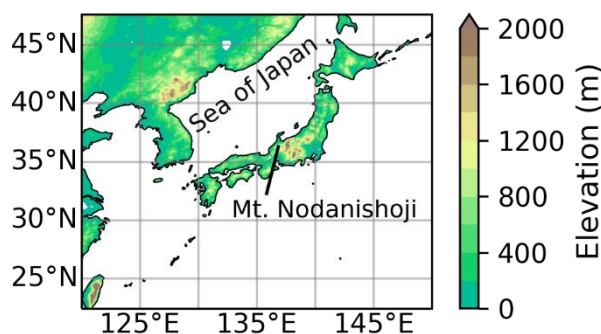 45°N
40°N
35°N
30°N
25°N
125°E
135°E
145°E
Sea of Japan
Mt. Nodanishoji
2000
1600
1200
800
400
0
Elevation (m)